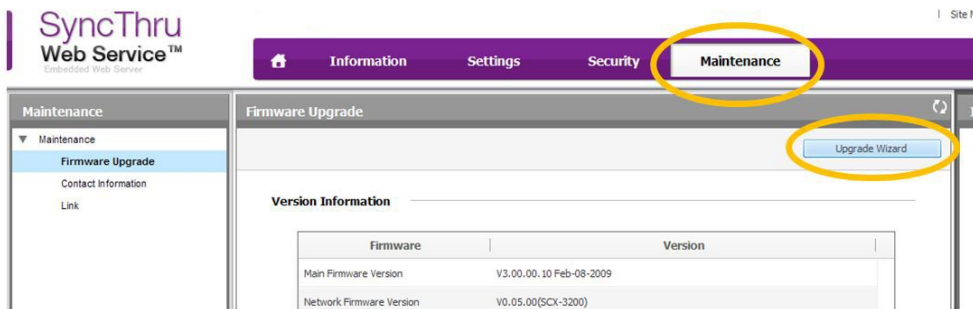 SyncThru
Web Service™
Embedded Web Server
Site
Information Settings Security Maintenance
Maintenance
Firmware Upgrade
Maintenance
Firmware Upgrade
Contact Information
Link
Upgrade Wizard
Version Information
Firmware Version
Main Firmware Version V3.00.00.10 Feb-08-2009
Network Firmware Version V0.05.00(SCX-3200)